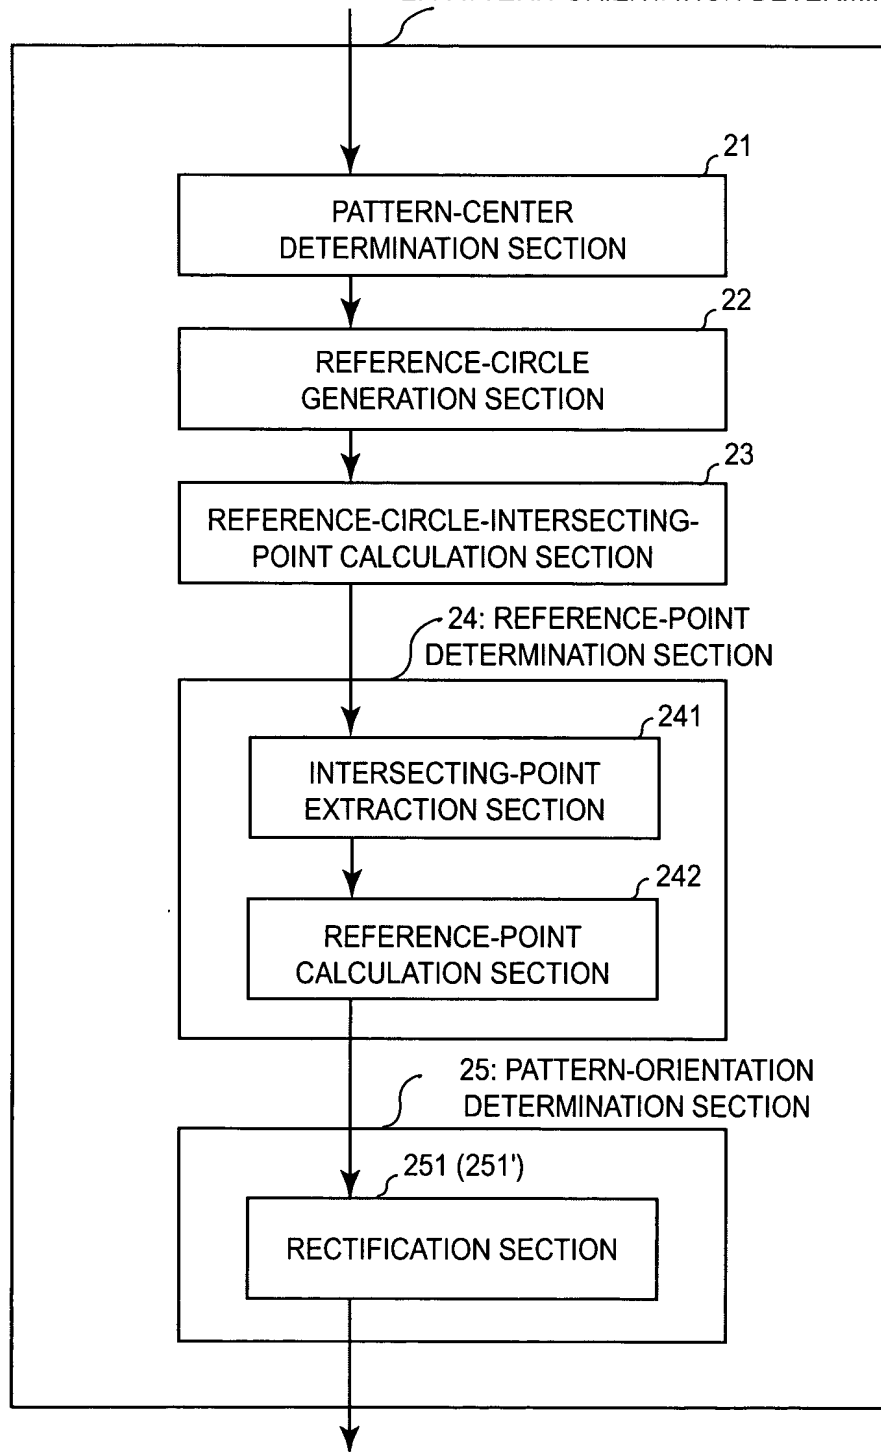 21
PATTERN-CENTER
DETERMINATION SECTION
22
REFERENCE-CIRCLE
GENERATION SECTION
23
REFERENCE-CIRCLE-INTERSECTING-
POINT CALCULATION SECTION
24: REFERENCE-POINT
DETERMINATION SECTION
241
INTERSECTING-POINT
EXTRACTION SECTION
242
REFERENCE-POINT
CALCULATION SECTION
25: PATTERN-ORIENTATION
DETERMINATION SECTION
251 (251')
RECTIFICATION SECTION